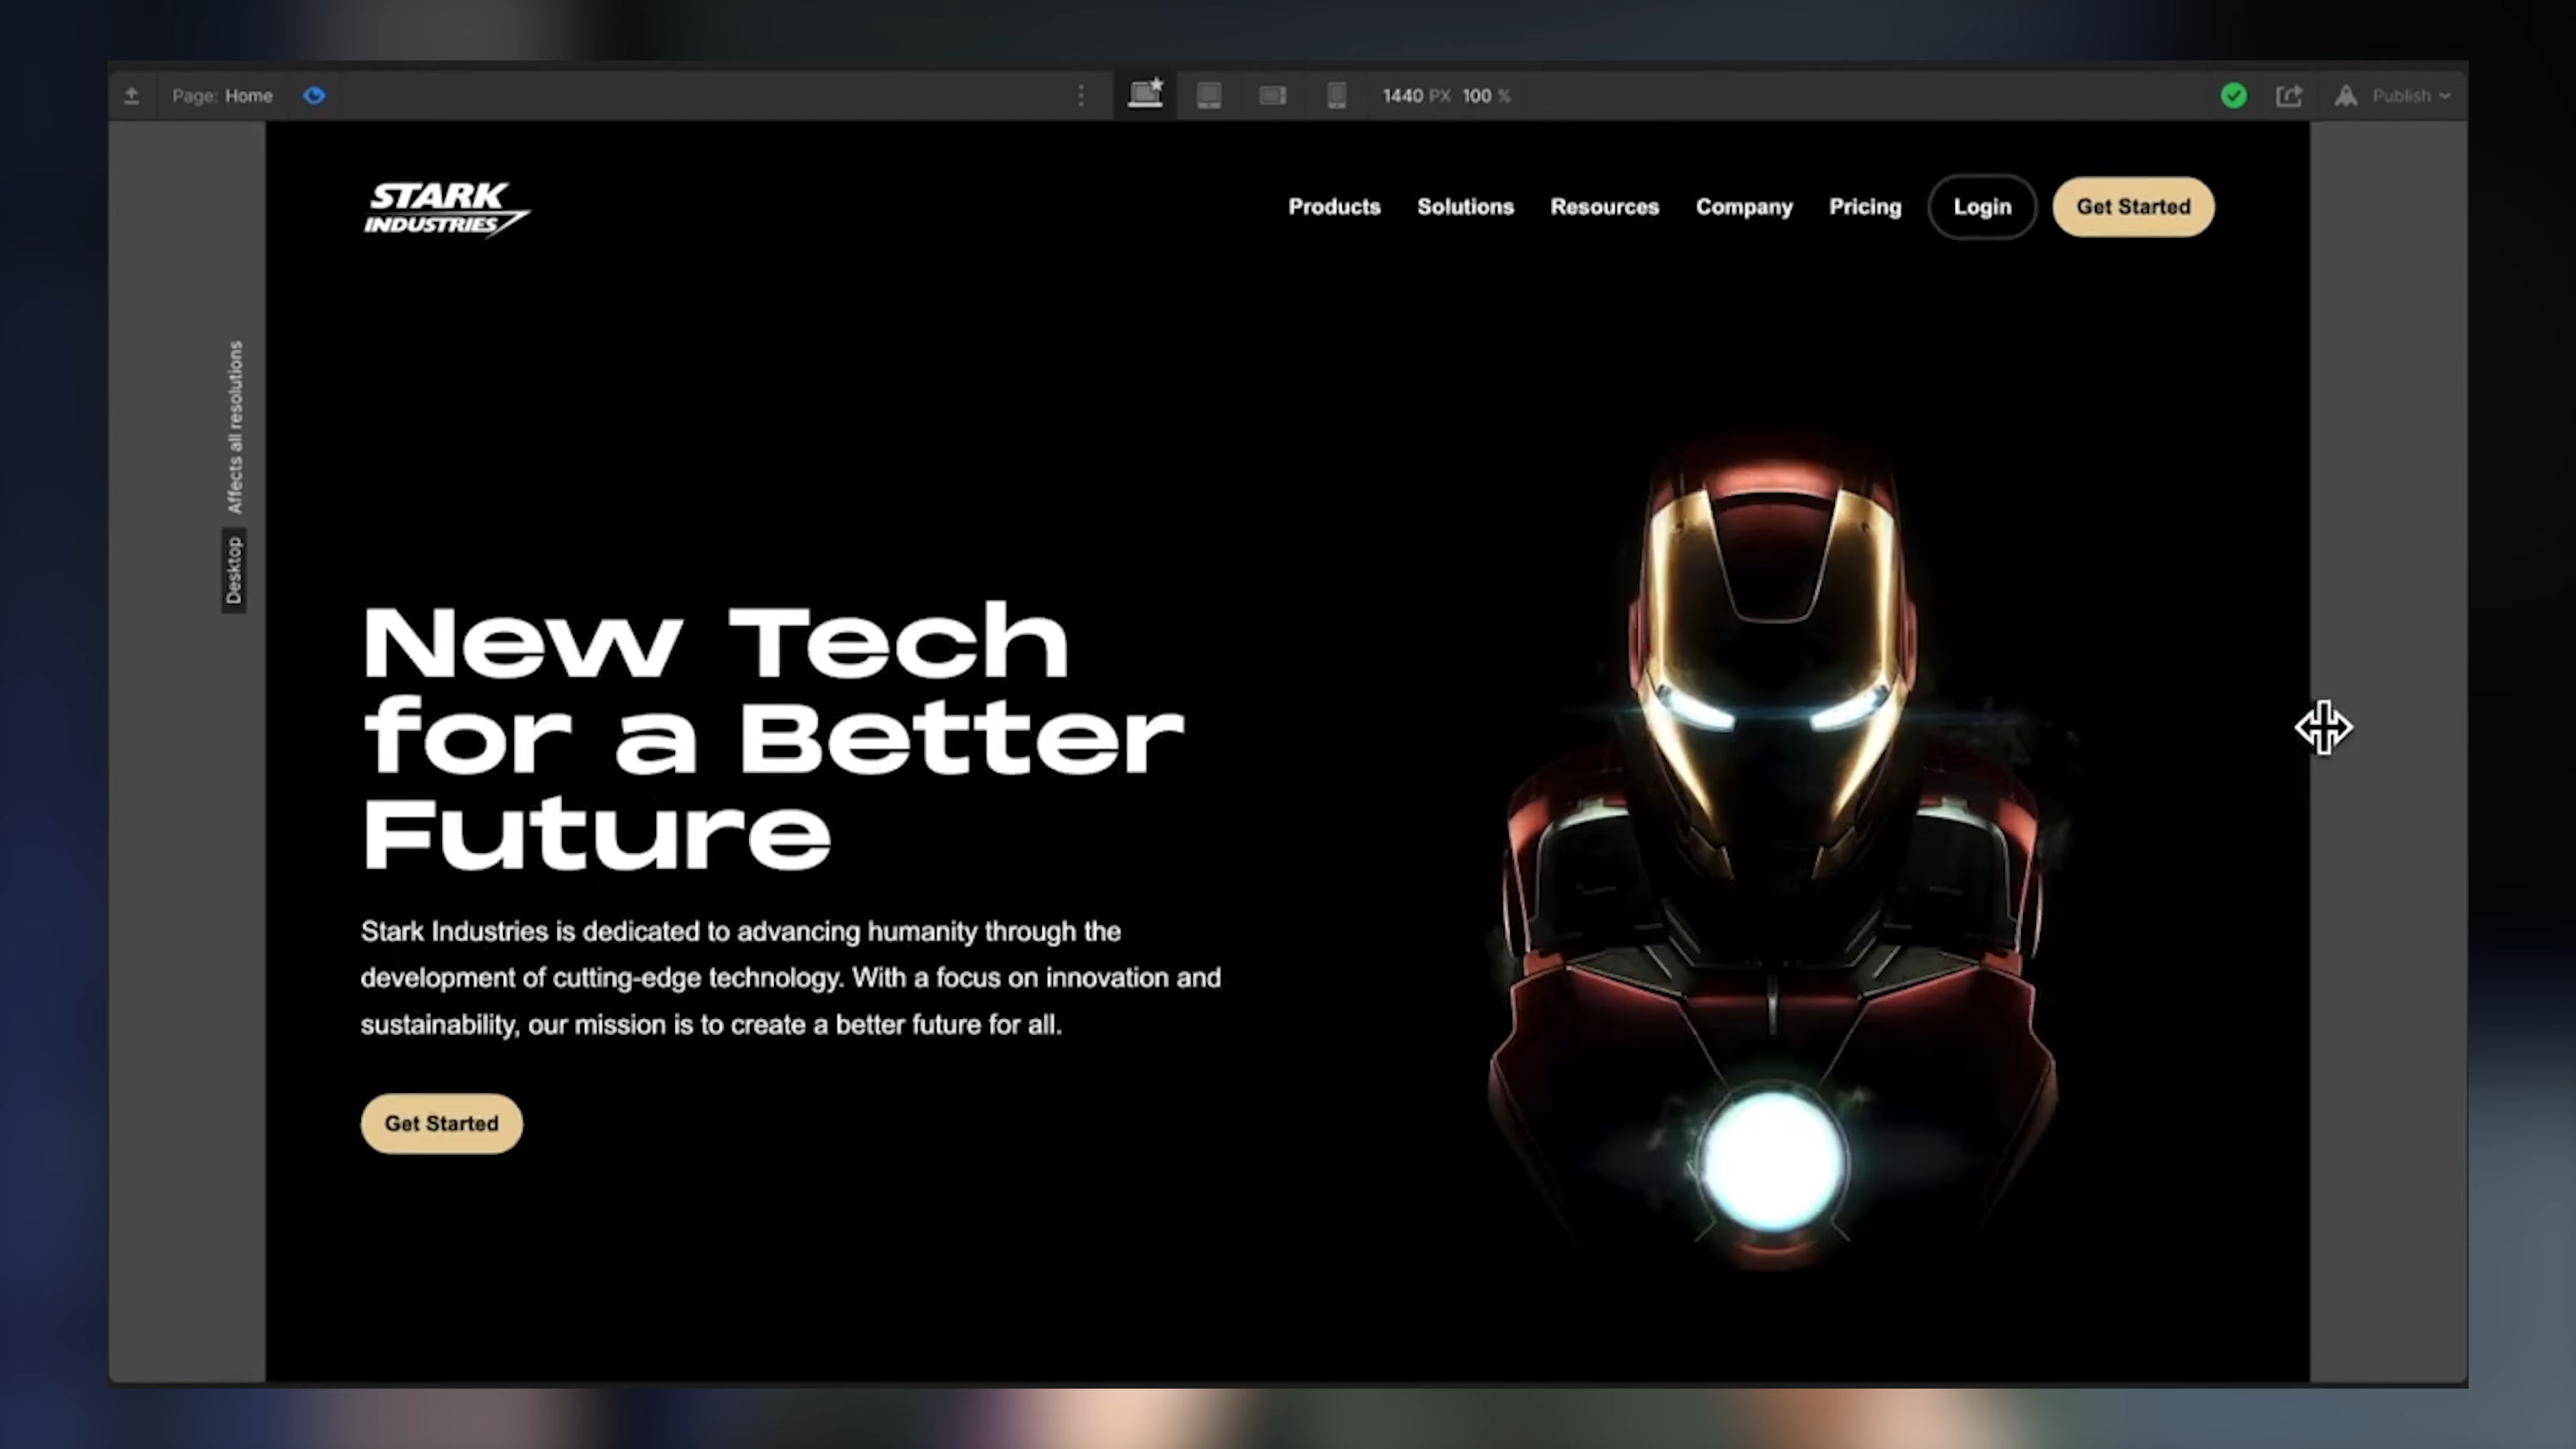 Page: Home
1440 PX 100 %
Publish
STARK
INDUSTRIES
Products Solutions Resources Company Pricing Login Get Started
Affects all resolutions
Desktop
New Tech
for a Better
Future
Stark Industries is dedicated to advancing humanity through the
development of cutting-edge technology. With a focus on innovation and
sustainability, our mission is to create a better future for all.
Get Started